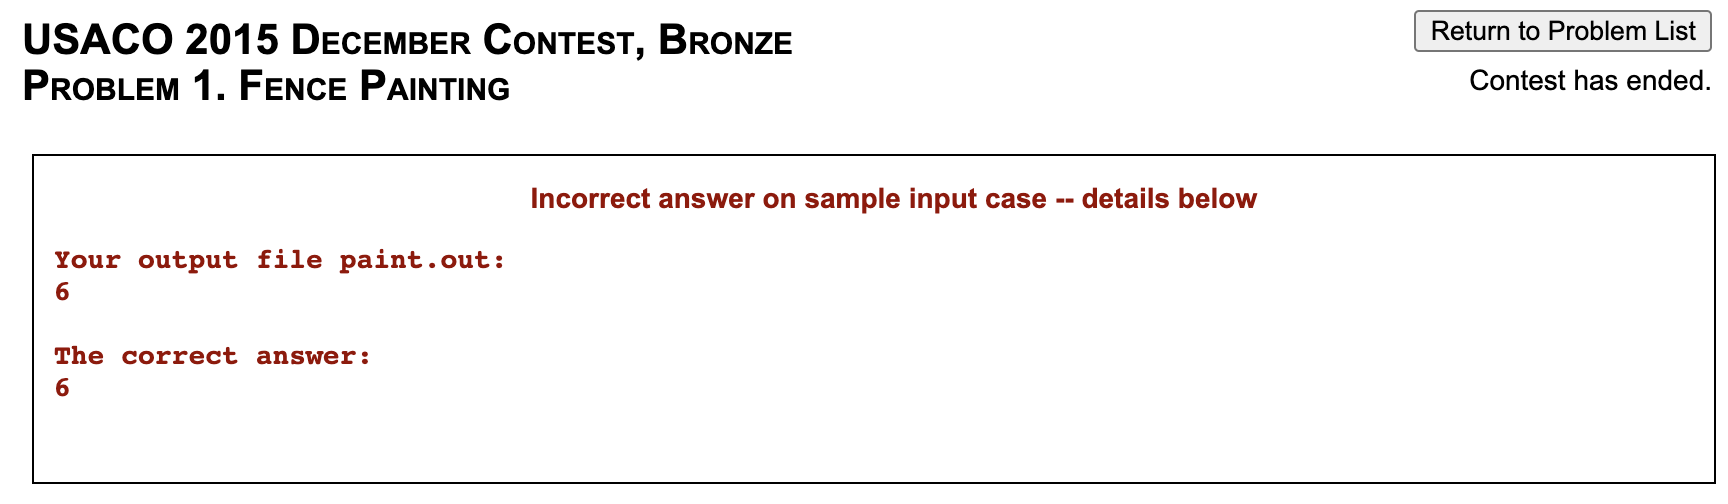 USACO 2015 December Contest, Bronze
Problem 1. Fence Painting
Return to Problem List
Contest has ended.
Incorrect answer on sample input case -- details below
Your output file paint.out:
6
The correct answer:
6